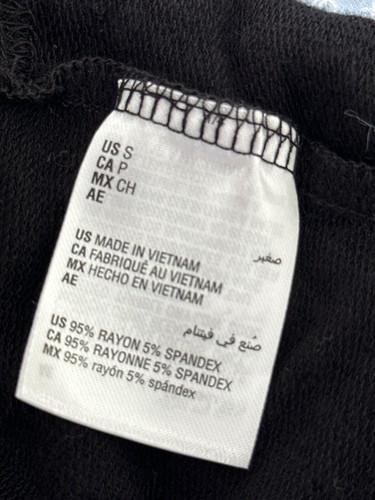 US S
CA P
MX CH
AE صغير
US MADE IN VIETNAM
CA FABRIQUÉ AU VIETNAM
MX HECHO EN VIETNAM
AE صُنع في فيتنام
US 95% RAYON 5% SPANDEX
CA 95% RAYONNE 5% SPANDEX
MX 95% rayón 5% spándex